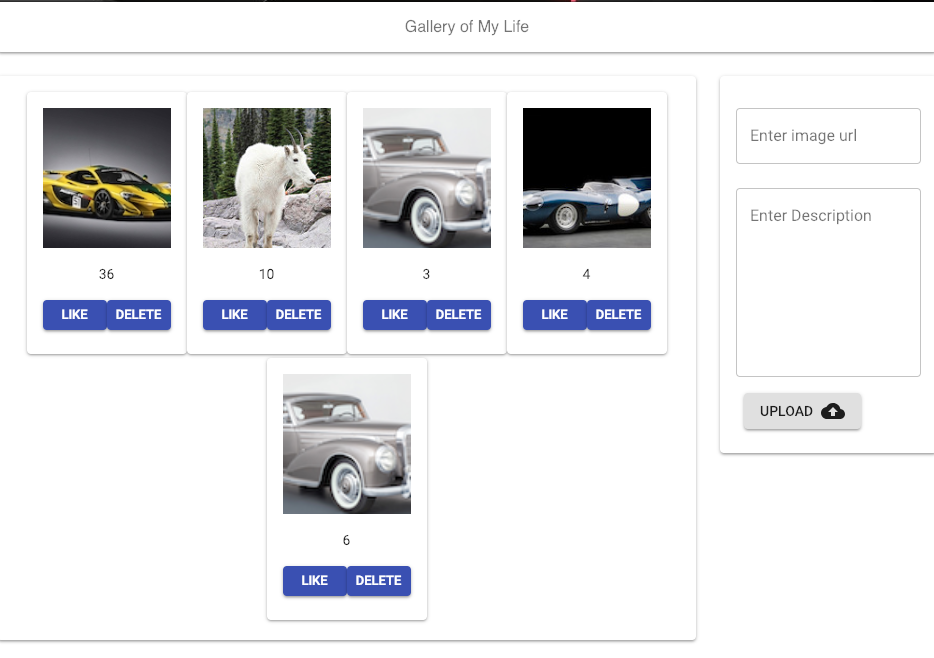 Gallery of My Life
36
10
3
4
LIKE DELETE LIKE DELETE LIKE DELETE LIKE DELETE
6
LIKE DELETE
Enter image url
Enter Description
UPLOAD